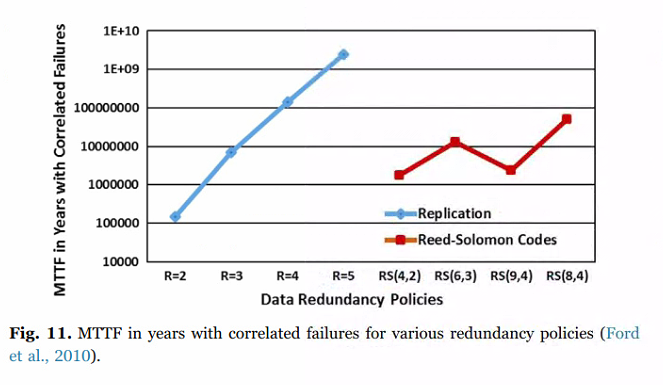 MTTF in Years with Correlated Failures
1E+10
1E+09
100000000
10000000
1000000
100000
10000
Replication
Reed-Solomon Codes
R=2 R=3 R=4 R=5 RS(4,2) RS(6,3) RS(9,4) RS(8,4)
Data Redundancy Policies
Fig. 11. MTTF in years with correlated failures for various redundancy policies (Ford
et al., 2010).